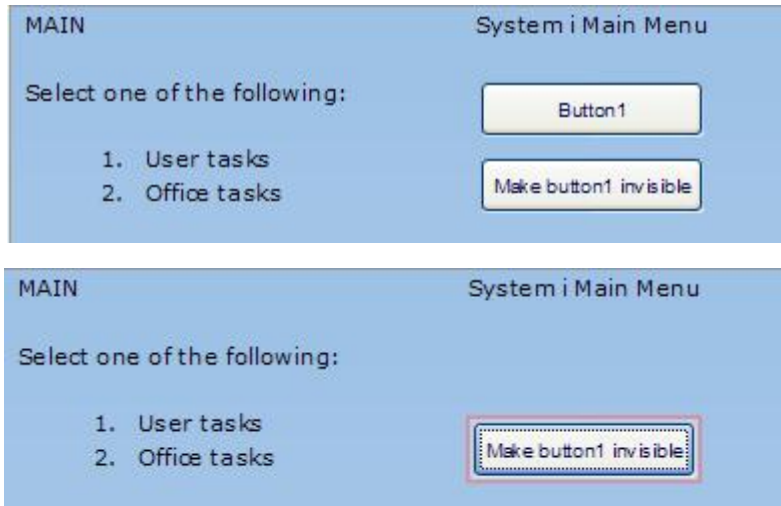 MAIN System i Main Menu
Select one of the following:
Button1
1. User tasks
2. Office tasks
Make button1 invisible
MAIN System i Main Menu
Select one of the following:
1. User tasks
2. Office tasks
Make button1 invisible